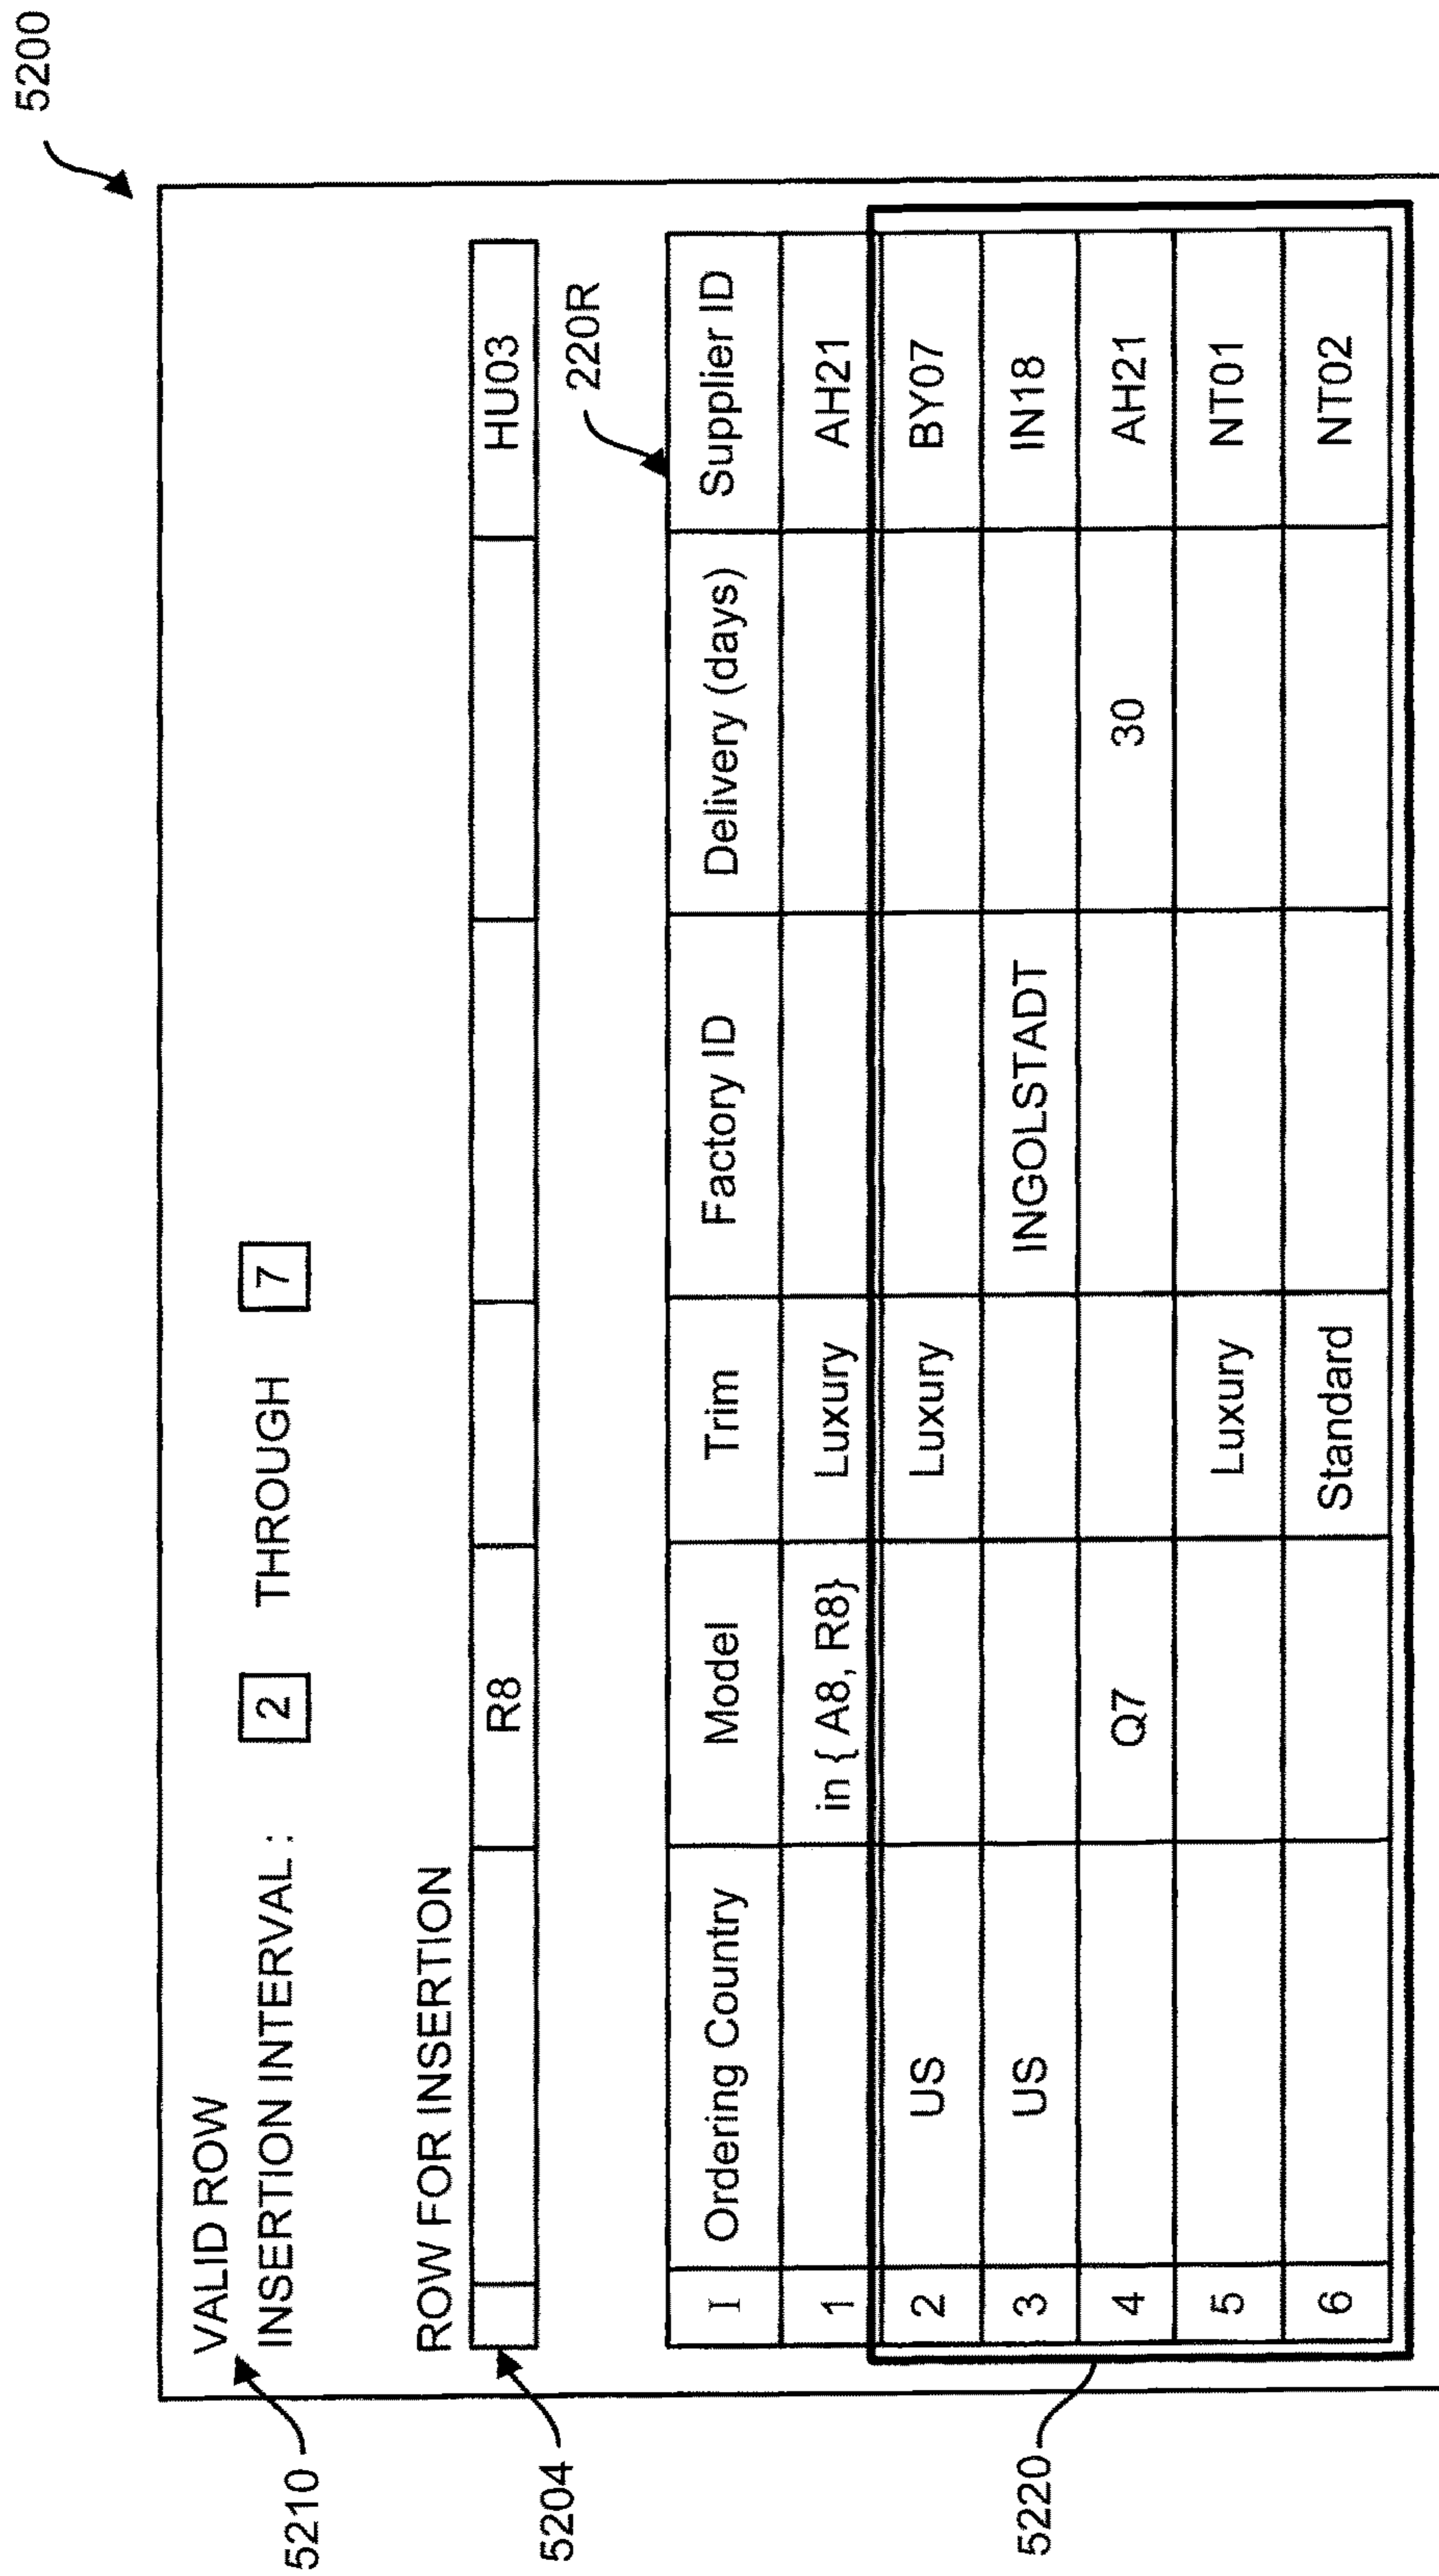 5200
5210
VALID ROW
INSERTION INTERVAL : 2 THROUGH 7
ROW FOR INSERTION
5204
R8 HU03
220R
I Ordering Country Model Trim Factory ID Delivery (days) Supplier ID
1 in { A8, R8} Luxury AH21
2 US Luxury BY07
3 US INGOLSTADT IN18
4 Q7 30 AH21
5 Luxury NT01
6 Standard NT02
5220